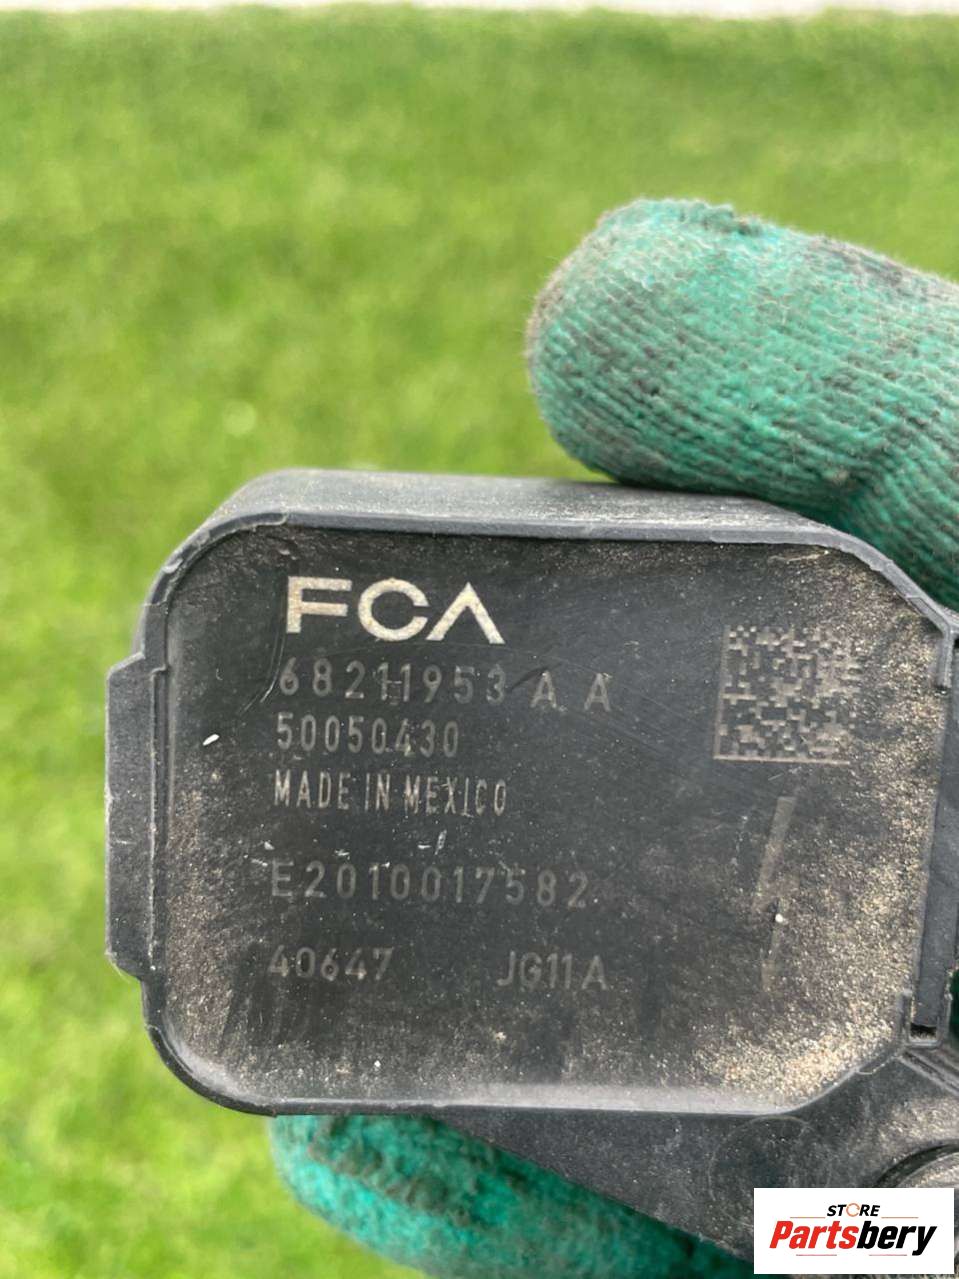 FCA
68211953 A A
50050430
MADE IN MEXICO
E2010017582
40647 JG11A
STORE
Partsbery